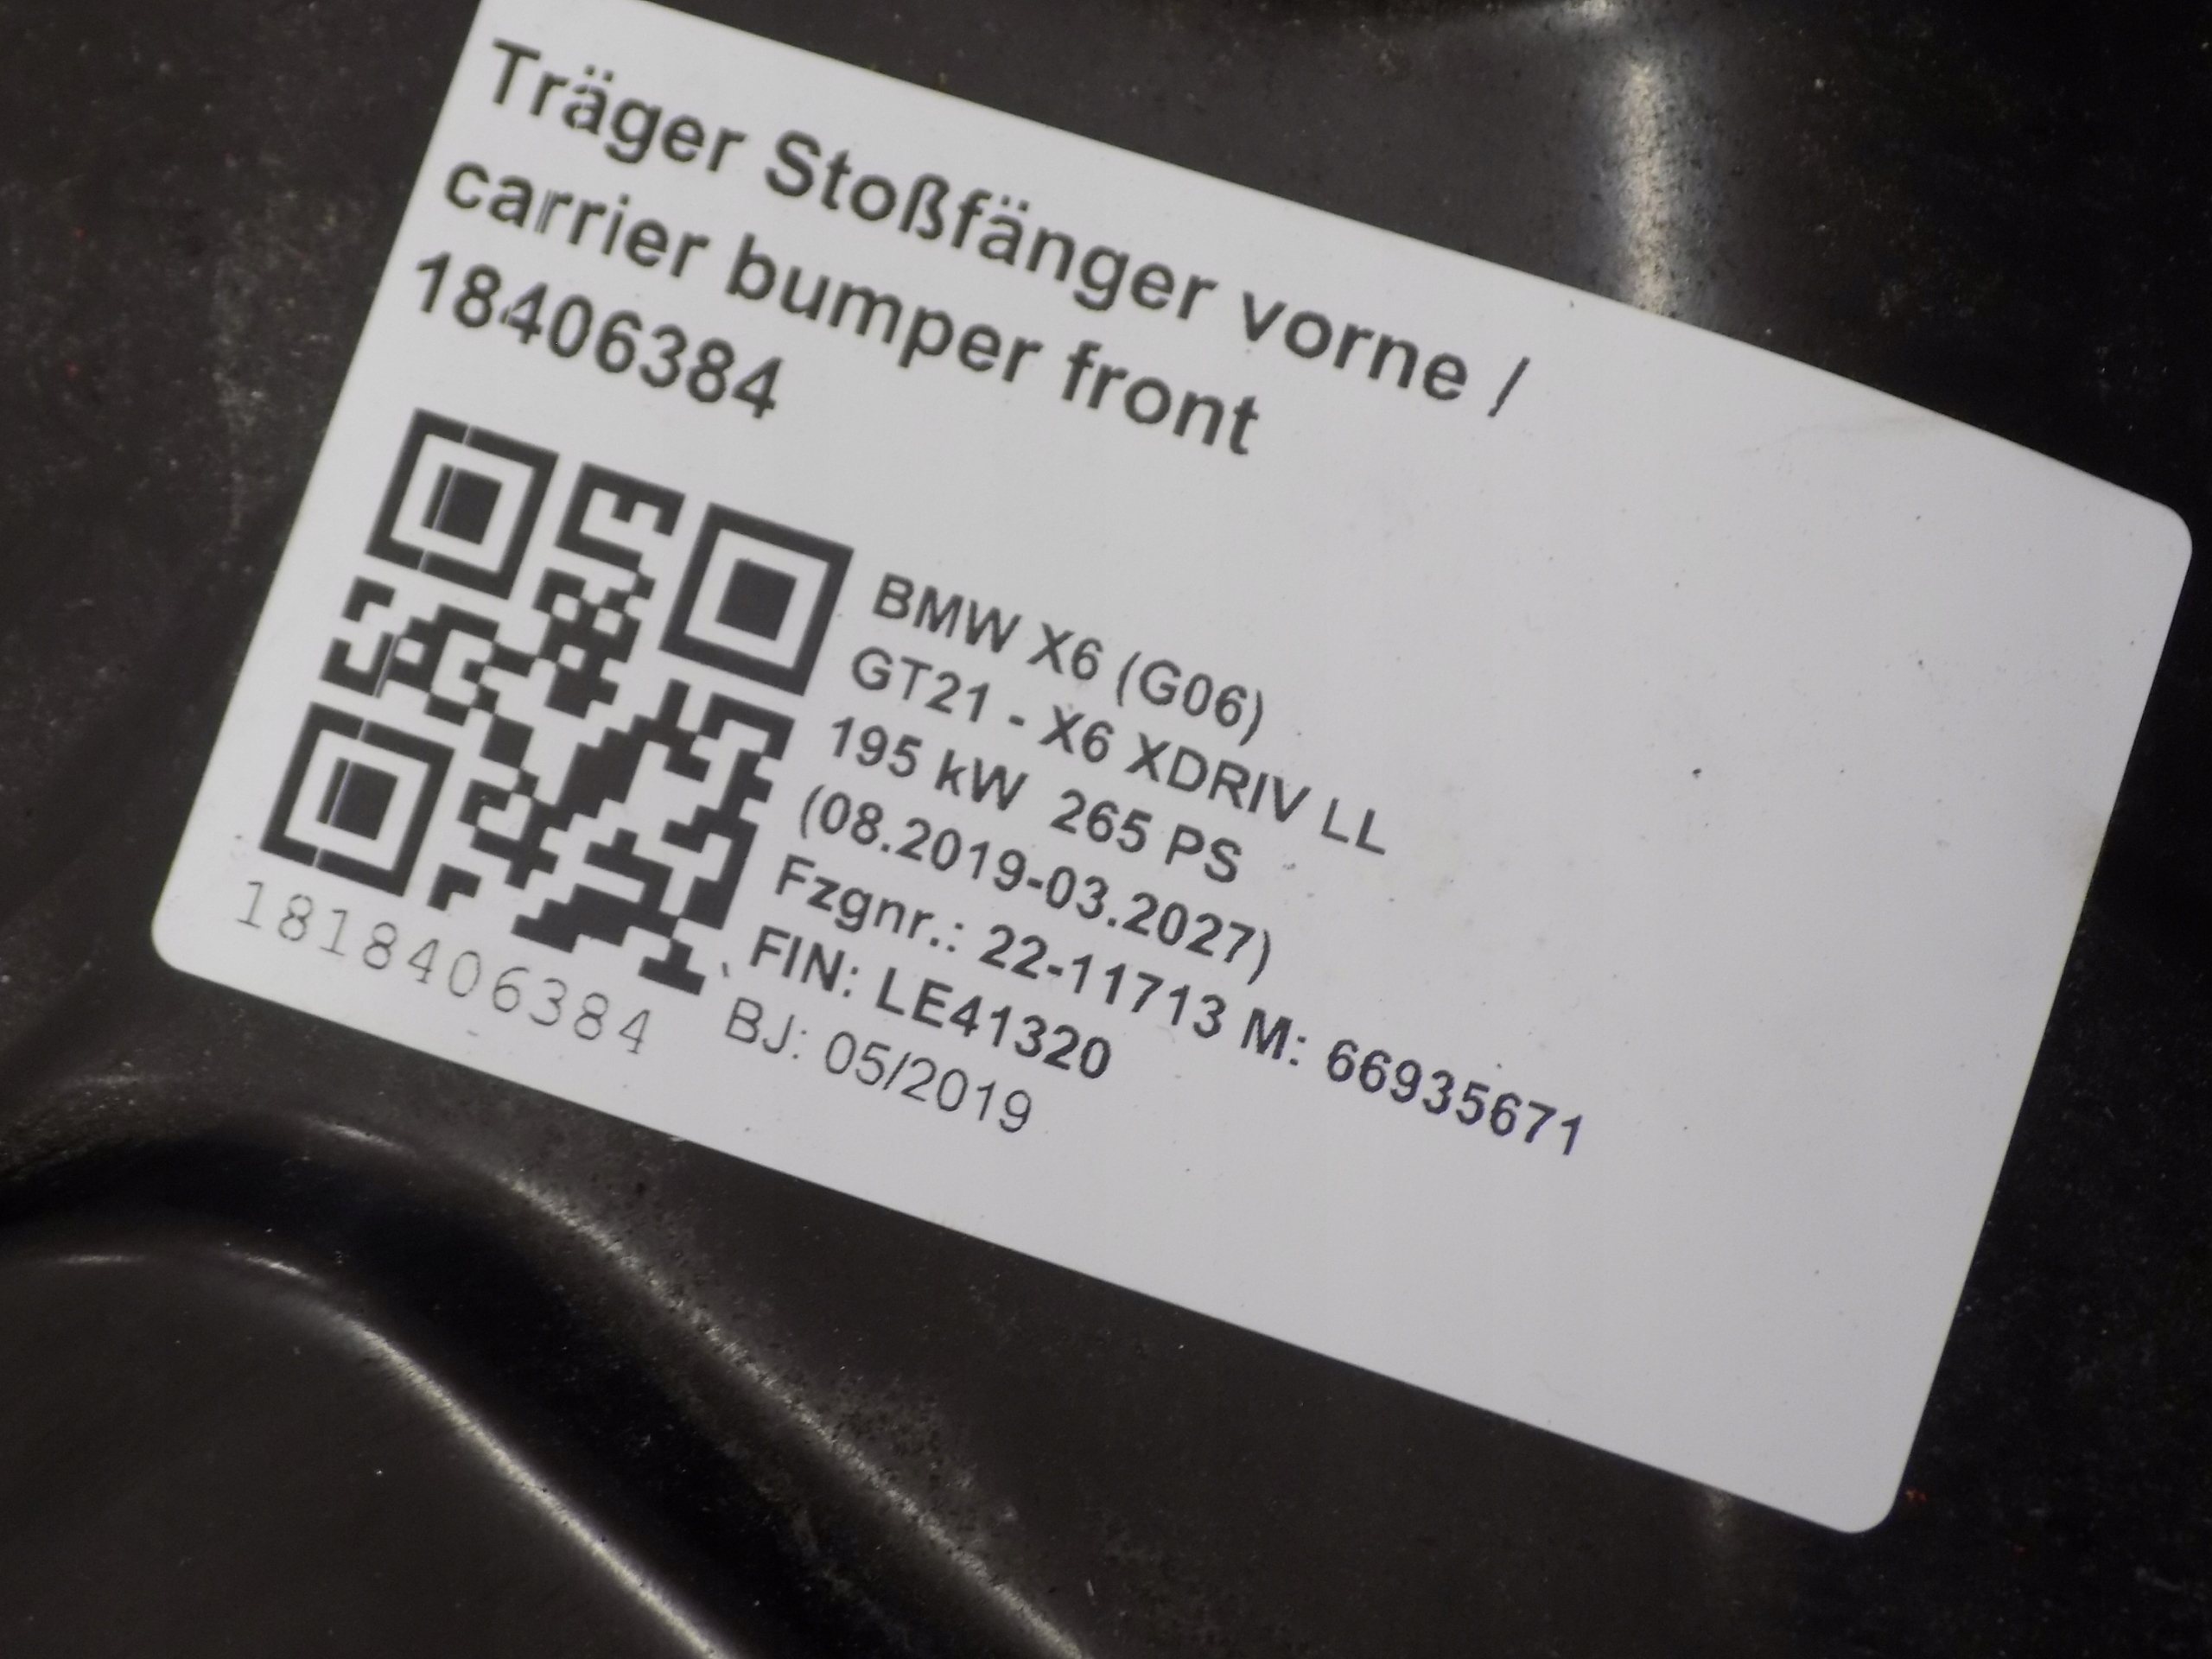 Träger Stoßfänger vorne /
carrier bumper front
18406384
BMW X6 (G06)
GT21 - X6 XDRIV LL
195 kW  265 PS
(08.2019-03.2027)
Fzgnr.: 22-11713 M: 66935671
FIN: LE41320
BJ: 05/2019
1818406384